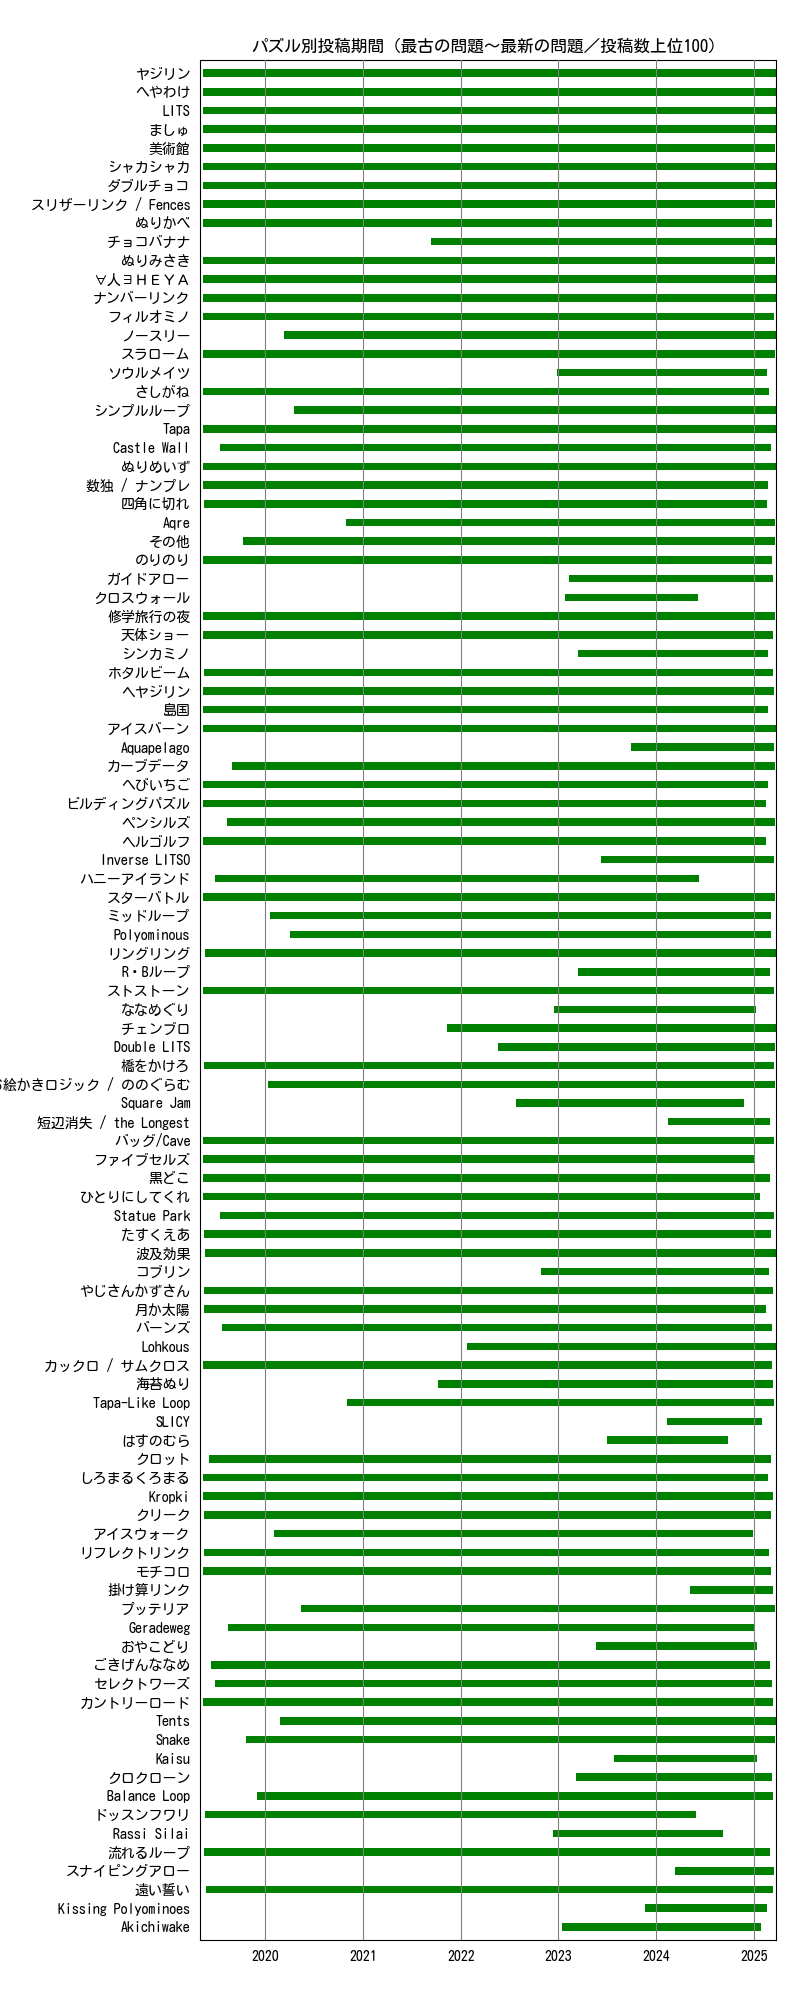 パズル別投稿期間（最古の問題～最新の問題／投稿数上位100）
ヤジリン
へやわけ
LITS
ましゅ
美術館
シャカシャカ
ダブルチョコ
スリザーリンク / Fences
ぬりかべ
チョコバナナ
ぬりみさき
∀人∃ＨＥＹＡ
ナンバーリンク
フィルオミノ
ノースリー
スラローム
ソウルメイツ
さしがね
シンプルループ
Tapa
Castle Wall
ぬりめいず
数独 / ナンプレ
四角に切れ
Aqre
その他
のりのり
ガイドアロー
クロスウォール
修学旅行の夜
天体ショー
シンカミノ
ホタルビーム
ヘヤジリン
島国
アイスバーン
Aquapelago
カーブデータ
へびいちご
ビルディングパズル
ペンシルズ
ヘルゴルフ
Inverse LITSO
ハニーアイランド
スターバトル
ミッドループ
Polyominous
リングリング
R・Bループ
ストストーン
ななめぐり
チェンブロ
Double LITS
橋をかけろ
絵かきロジック / ののぐらむ
Square Jam
短辺消失 / the Longest
バッグ/Cave
ファイブセルズ
黒どこ
ひとりにしてくれ
Statue Park
たすくえあ
波及効果
コブリン
やじさんかずさん
月か太陽
バーンズ
Lohkous
カックロ / サムクロス
海苔ぬり
Tapa-Like Loop
SLICY
はすのむら
クロット
しろまるくろまる
Kropki
クリーク
アイスウォーク
リフレクトリンク
モチコロ
掛け算リンク
プッテリア
Geradeweg
おやこどり
ごきげんななめ
セレクトワーズ
カントリーロード
Tents
Snake
Kaisu
クロクローン
Balance Loop
ドッスンフワリ
Rassi Silai
流れるループ
スナイピングアロー
遠い誓い
Kissing Polyominoes
Akichiwake
2020 2021 2022 2023 2024 2025